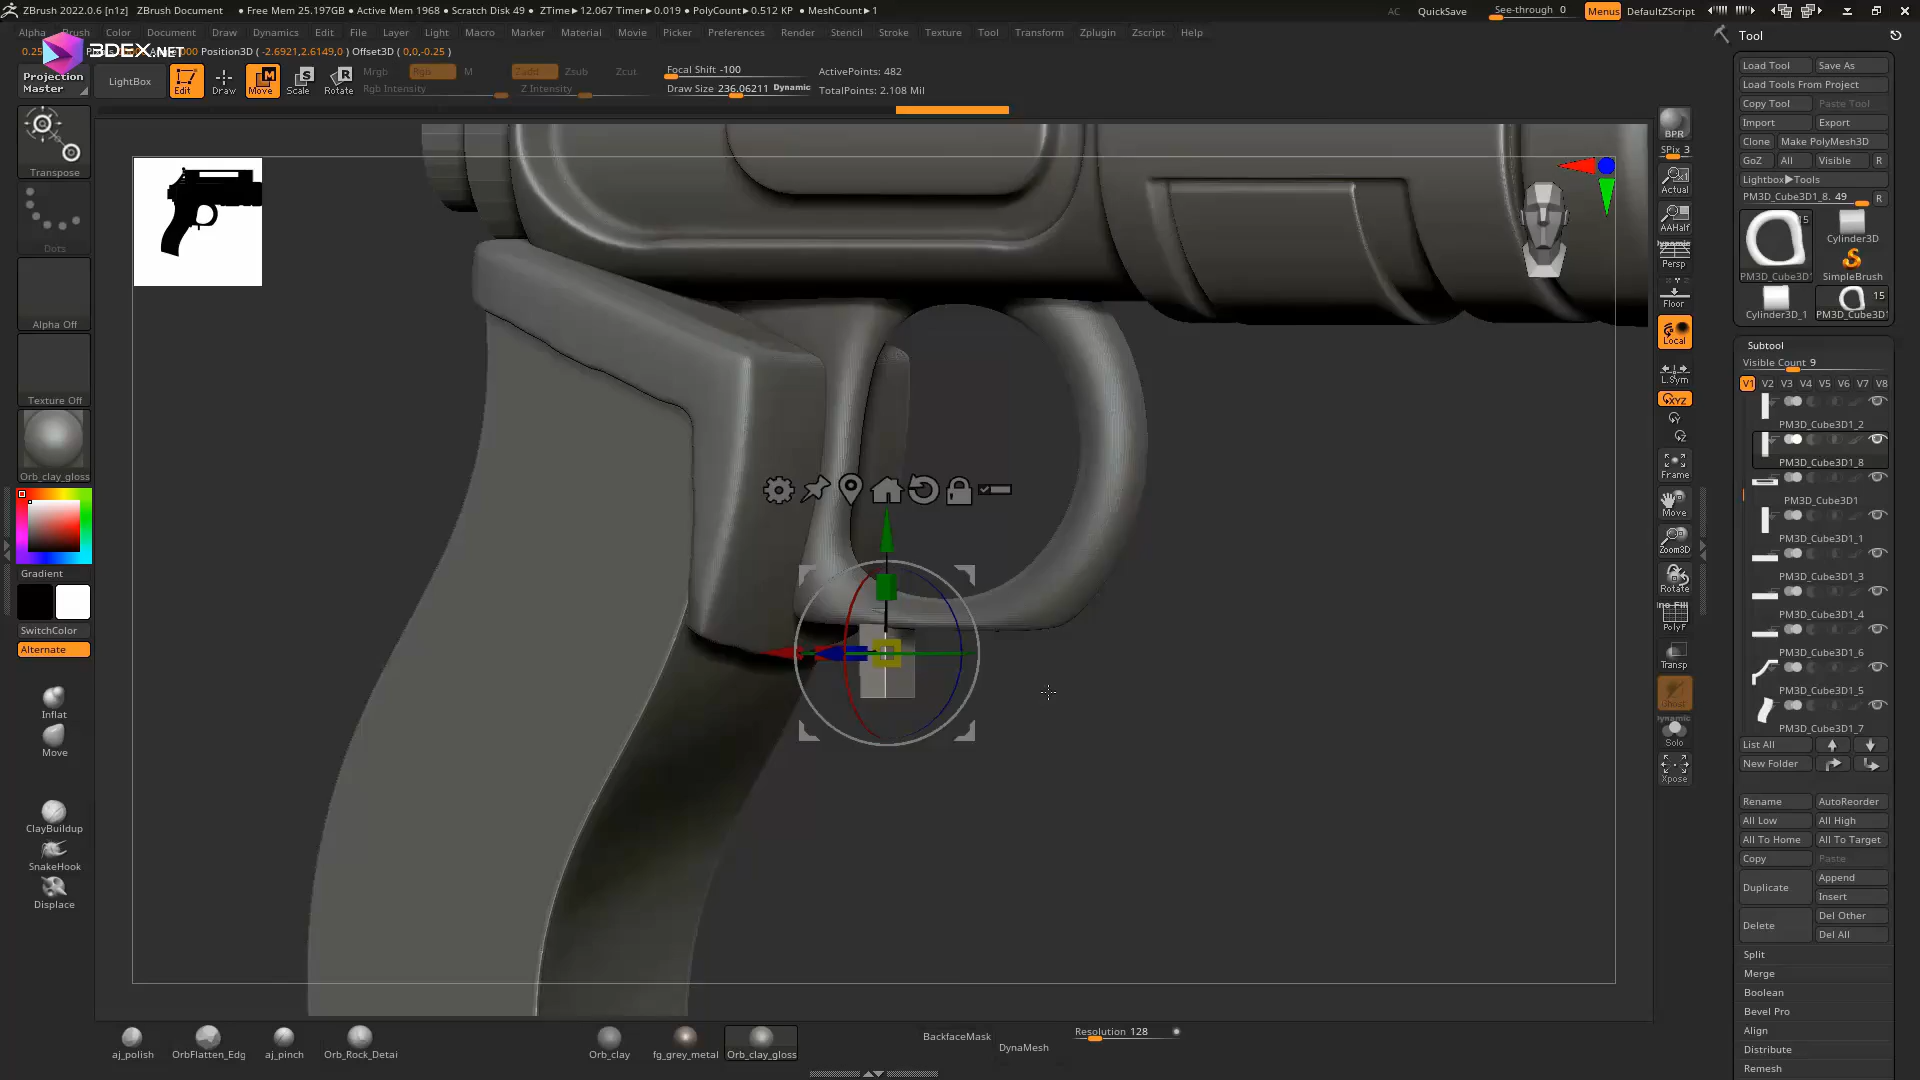 ZBrush 2022.0.6 [n1z] ZBrush Document • Free Mem 25.197GB • Active Mem 1968 • Scratch Disk 49 • ZTime▶12.067 Timer▶0.019 • PolyCount▶0.512 KP • MeshCount▶1 AC QuickSave See-through 0 Menus DefaultZScript
Alpha Brush Color Document Draw Dynamics Edit File Layer Light Macro Marker Material Movie Picker Preferences Render Stencil Stroke Texture Tool Transform Zplugin Zscript Help
3DEX.NET
Position3D ( -2.6921,2.6149,0 ) Offset3D ( 0,0,-0.25 )
Projection Master
LightBox
Edit
Draw
Move
Scale
Rotate
Mrgb Rgb M
Rgb Intensity
Zadd Zsub Zcut
Z Intensity
Focal Shift -100
Draw Size 236.06211 Dynamic
ActivePoints: 482
TotalPoints: 2.108 Mil
Transpose
Dots
Alpha Off
Texture Off
Orb_clay_gloss
Gradient
SwitchColor
Alternate
Inflat
Move
ClayBuildup
SnakeHook
Displace
BPR
SPix 3
Actual
AAHalf
Dynamic
Persp
Floor
Local
L.Sym
XYZ
Y
Z
Frame
Move
Zoom3D
Rotate
PolyF
Transp
Ghost
Dynamic
Solo
Xpose
Tool
Load Tool Save As
Load Tools From Project
Copy Tool Paste Tool
Import Export
Clone Make PolyMesh3D
GoZ All Visible R
Lightbox▶Tools
PM3D_Cube3D1_8. 49 R
15
PM3D_Cube3D1
Cylinder3D
SimpleBrush
Cylinder3D_1
15
PM3D_Cube3D1
Subtool
Visible Count 9
V1 V2 V3 V4 V5 V6 V7 V8
PM3D_Cube3D1_2
PM3D_Cube3D1_8
PM3D_Cube3D1
PM3D_Cube3D1_1
PM3D_Cube3D1_3
PM3D_Cube3D1_4
PM3D_Cube3D1_6
PM3D_Cube3D1_5
PM3D_Cube3D1_7
List All
New Folder
Rename AutoReorder
All Low All High
All To Home All To Target
Copy Paste
Duplicate Append
Insert
Delete Del Other
Del All
Split
Merge
Boolean
Bevel Pro
Align
Distribute
Remesh
aj_polish
OrbFlatten_Edg
aj_pinch
Orb_Rock_Detai
Orb_clay
fg_grey_metal
Orb_clay_gloss
BackfaceMask
DynaMesh
Resolution 128